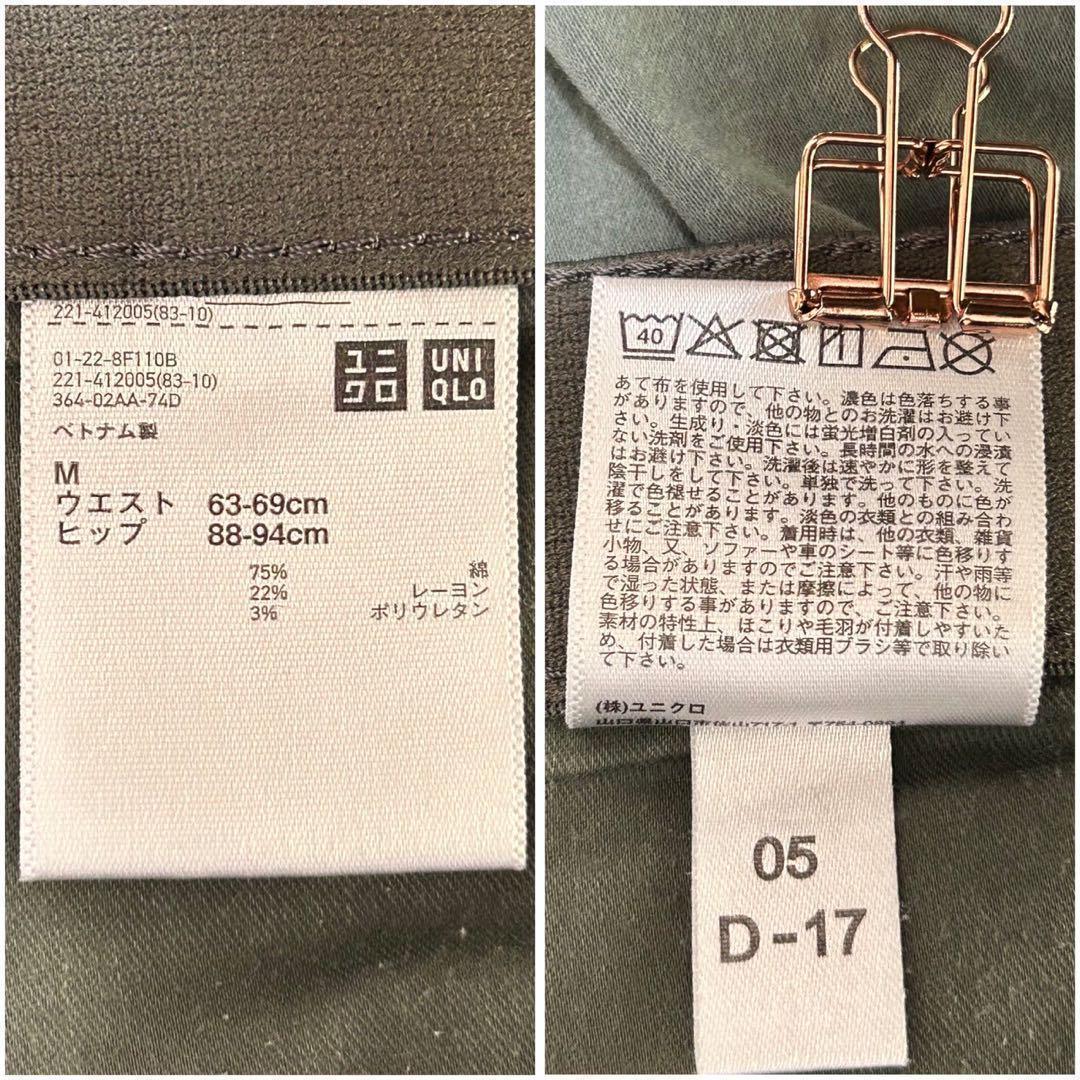 221-412005(83-10)
01-22-8F110B
221-412005(83-10)
364-02AA-74D
ユニクロ
UNIQLO
ベトナム製
M
ウエスト 63-69cm
ヒップ 88-94cm
75% 綿
22% レーヨン
3% ポリウレタン
40
あて布を使用して下さい。濃色は色落ちする事
がありますので、他の物とのお洗濯はお避け下
さい。生成り・淡色には蛍光増白剤の入ってい
ない洗剤をご使用下さい。長時間の水への浸漬
はお避け下さい。洗濯後は速やかに形を整えて
陰干しをして下さい。単独で洗って下さい。洗
濯で色褪せることがあります。他のものに色が
移ることがあります。淡色の衣類との組み合わ
せにご注意下さい。着用時は、他の衣類、雑貨
小物、又、ソファーや車のシート等に色移りす
る場合がありますのでご注意下さい。汗や雨等
で湿った状態、または摩擦によって、他の物に
色移りする事がありますので、ご注意下さい。
素材の特性上、ほこりや毛羽が付着しやすいた
め、付着した場合は衣類用ブラシ等で取り除い
て下さい。
(株)ユニクロ
05
D-17